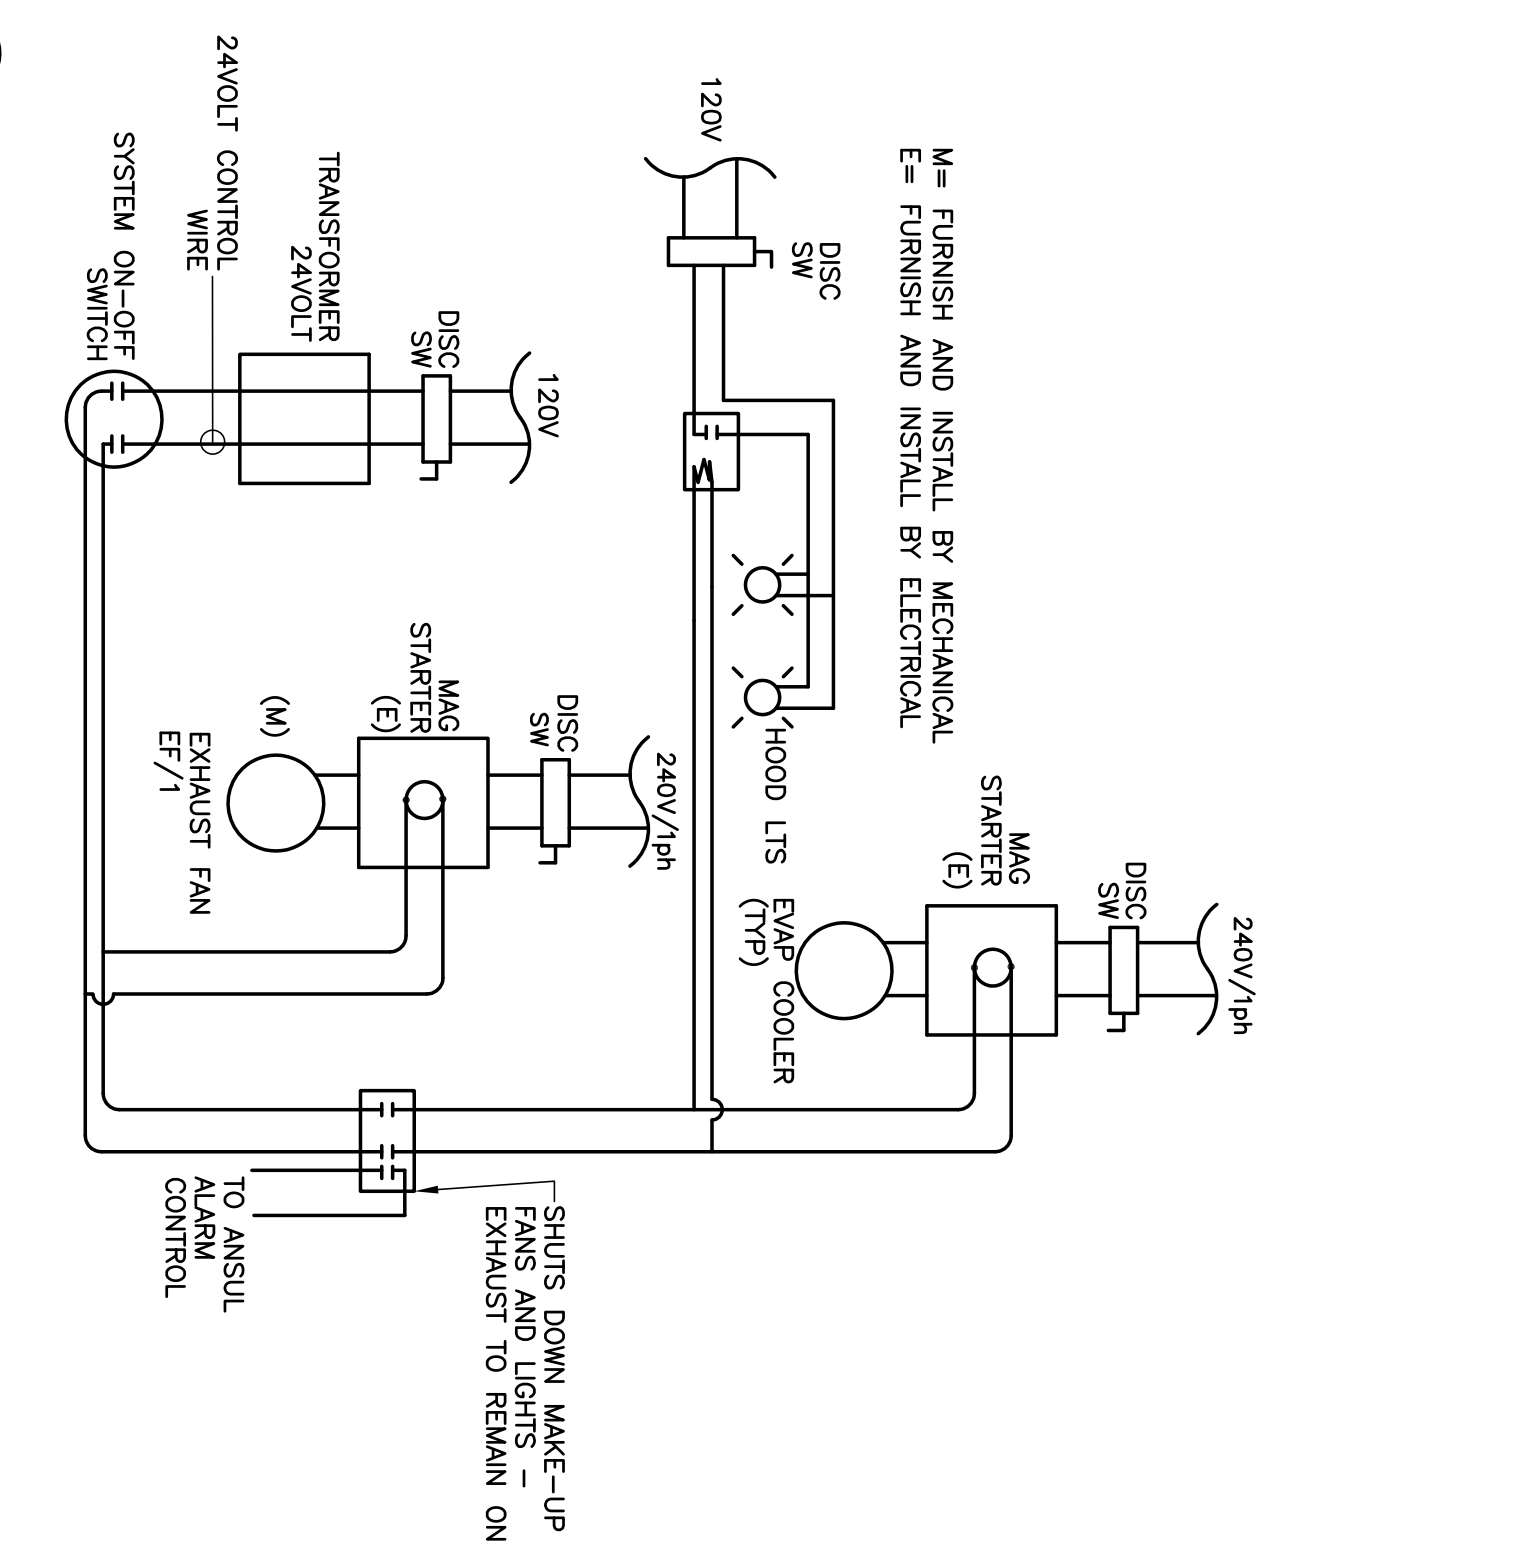 M= FURNISH AND INSTALL BY MECHANICAL
E= FURNISH AND INSTALL BY ELECTRICAL
240V/1ph
DISC
SW
MAG
STARTER
(E)
EVAP COOLER
(TYP)
120V
DISC
SW
HOOD LTS
240V/1ph
DISC
SW
MAG
STARTER
(E)
(M)
EXHAUST FAN
EF/1
120V
DISC
SW
TRANSFORMER
24VOLT
24VOLT CONTROL
WIRE
SYSTEM ON-OFF
SWITCH
SHUTS DOWN MAKE-UP
FANS AND LIGHTS -
EXHAUST TO REMAIN ON
TO ANSUL
ALARM
CONTROL